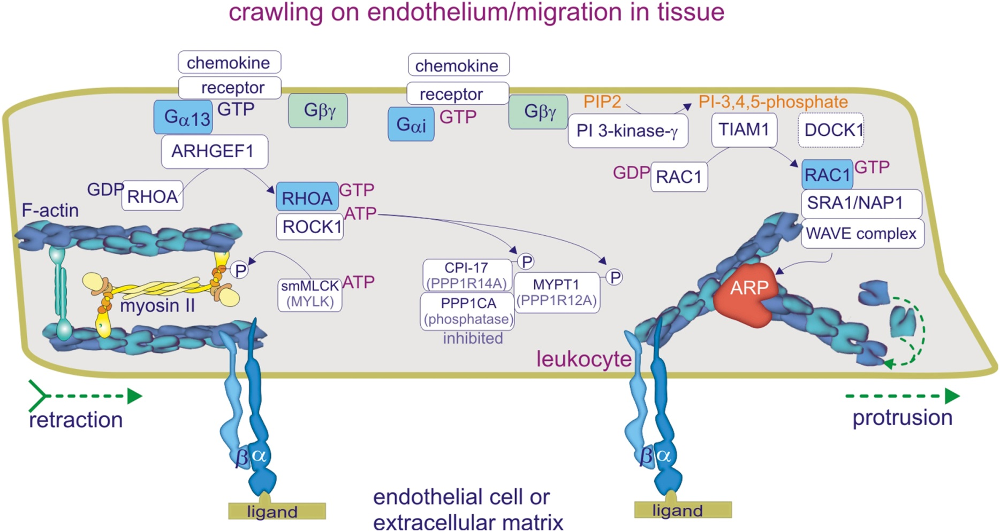 crawling on endothelium/migration in tissue
chemokine
receptor
Gα13 GTP
Gβγ
ARHGEF1
GDP RHOA
RHOA GTP
ROCK1 ATP
F-actin
P
myosin II
smMLCK ATP
(MYLK)
CPI-17 P
(PPP1R14A)
MYPT1 P
(PPP1R12A)
PPP1CA
(phosphatase)
inhibited
chemokine
receptor
Gαi GTP
Gβγ
PIP2 PI-3,4,5-phosphate
PI 3-kinase-γ
TIAM1
DOCK1
GDP RAC1
RAC1 GTP
SRA1/NAP1
WAVE complex
ARP
leukocyte
retraction
protrusion
β α
β α
ligand
ligand
endothelial cell or
extracellular matrix